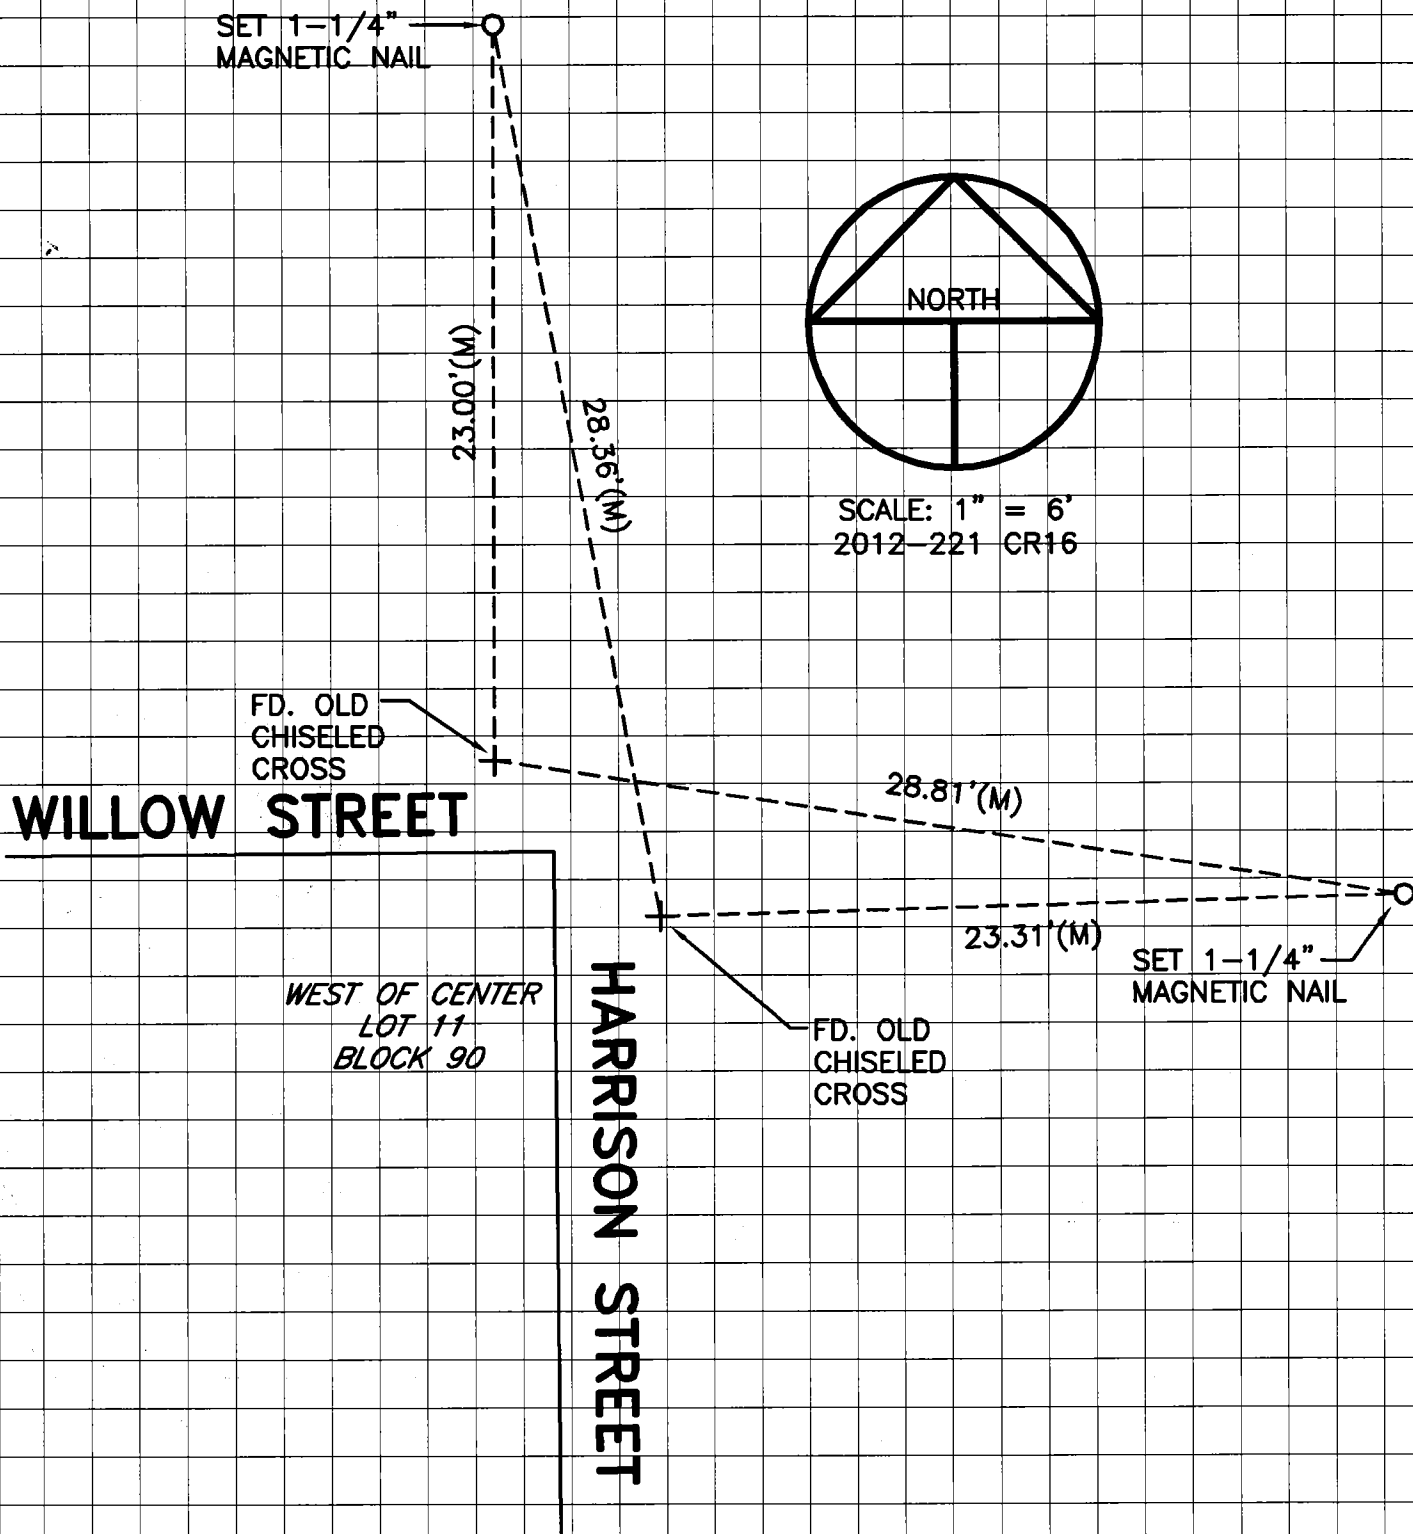 SET 1-1/4"
MAGNETIC NAIL
NORTH
23.00'(M)
28.36'(M)
SCALE: 1" = 6'
2012-221 CR16
FD. OLD
CHISELED
CROSS
28.81'(M)
WILLOW STREET
23.31'(M)
SET 1-1/4"
MAGNETIC NAIL
WEST OF CENTER
LOT 11
BLOCK 90
FD. OLD
CHISELED
CROSS
HARRISON STREET